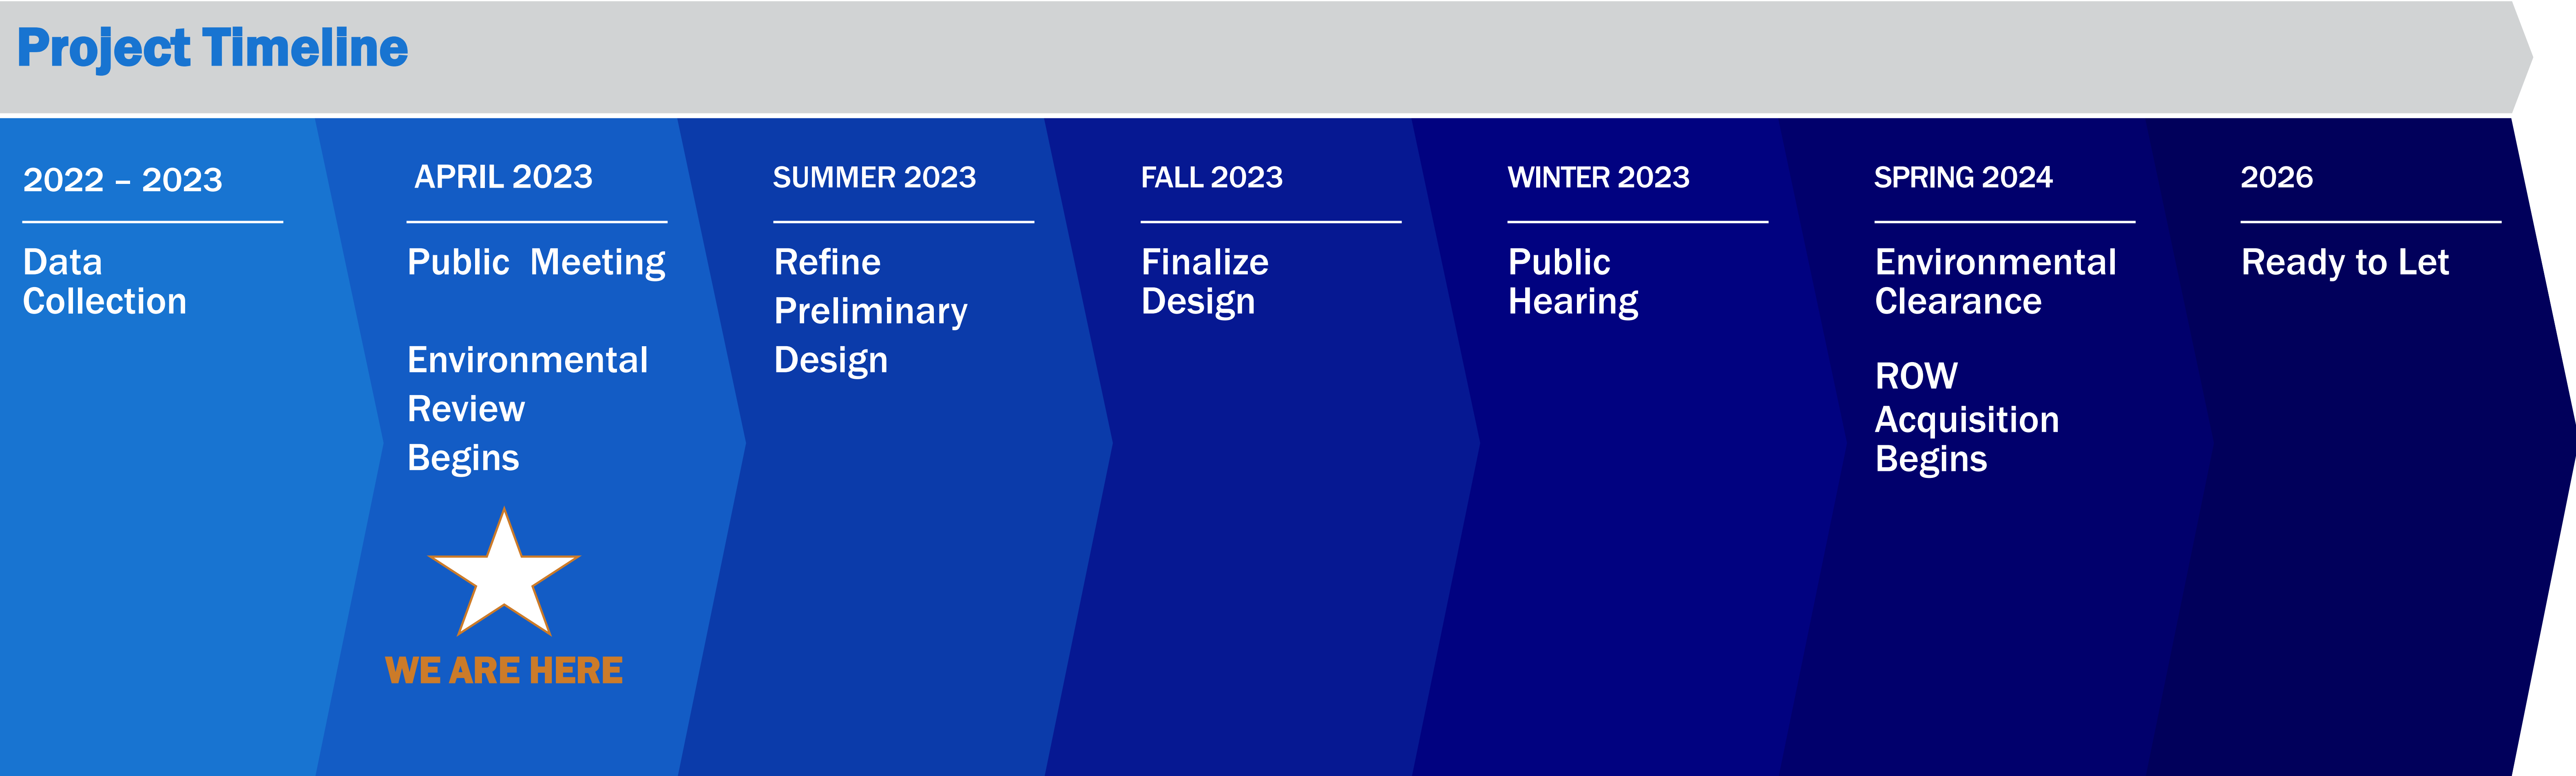 Project Timeline
2022 – 2023
Data
Collection
APRIL 2023
Public Meeting
Environmental
Review
Begins
WE ARE HERE
SUMMER 2023
Refine
Preliminary
Design
FALL 2023
Finalize
Design
WINTER 2023
Public
Hearing
SPRING 2024
Environmental
Clearance
ROW
Acquisition
Begins
2026
Ready to Let